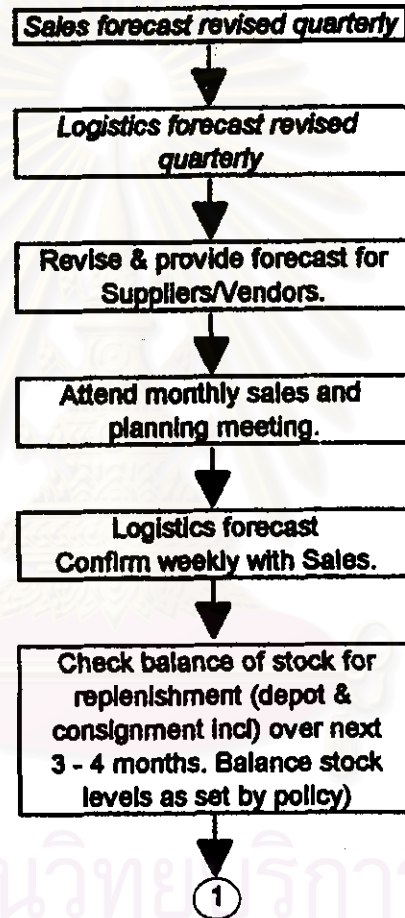 Sales forecast revised quarterly
Logistics forecast revised
quarterly
Revise & provide forecast for
Suppliers/Vendors.
Attend monthly sales and
planning meeting.
Logistics forecast
Confirm weekly with Sales.
Check balance of stock for
replenishment (depot &
consignment incl) over next
3 - 4 months. Balance stock
levels as set by policy)
1